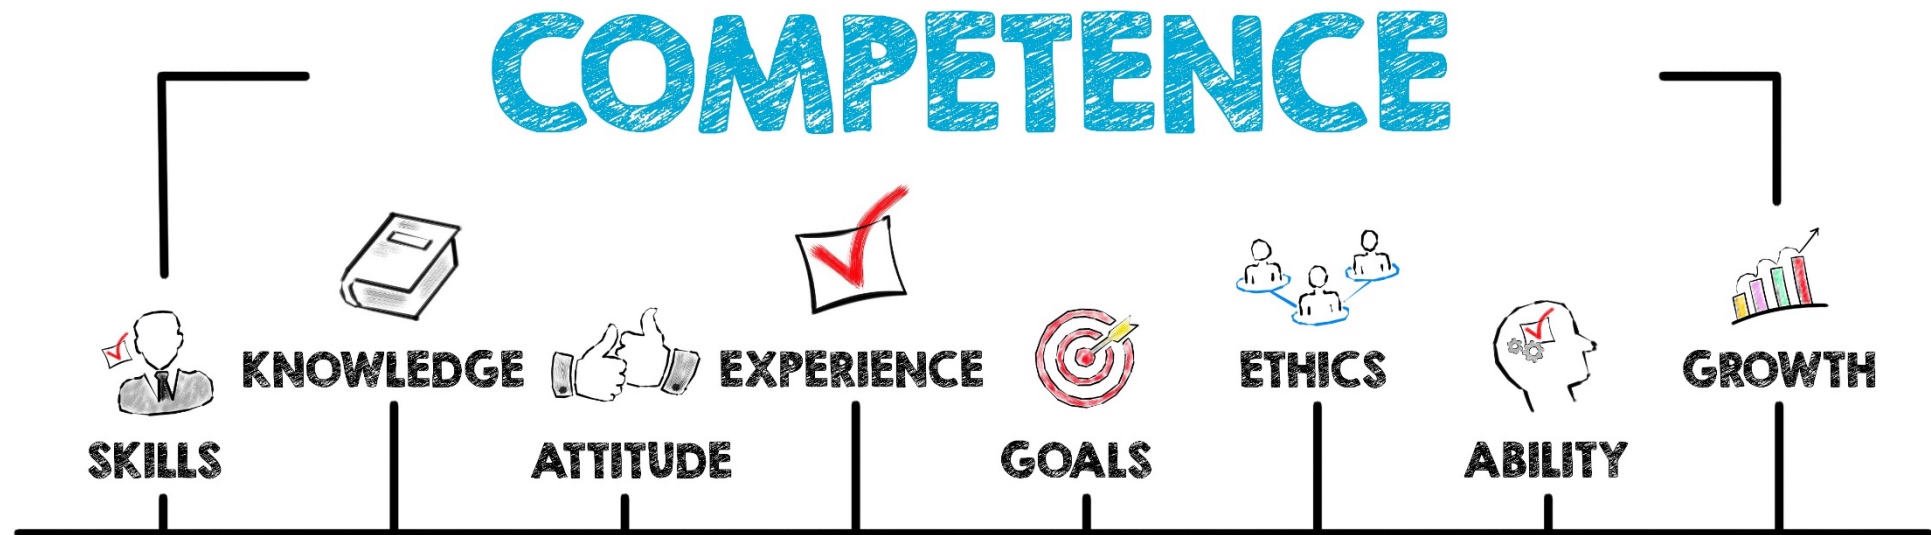 COMPETENCE
SKILLS
KNOWLEDGE
ATTITUDE
EXPERIENCE
GOALS
ETHICS
ABILITY
GROWTH